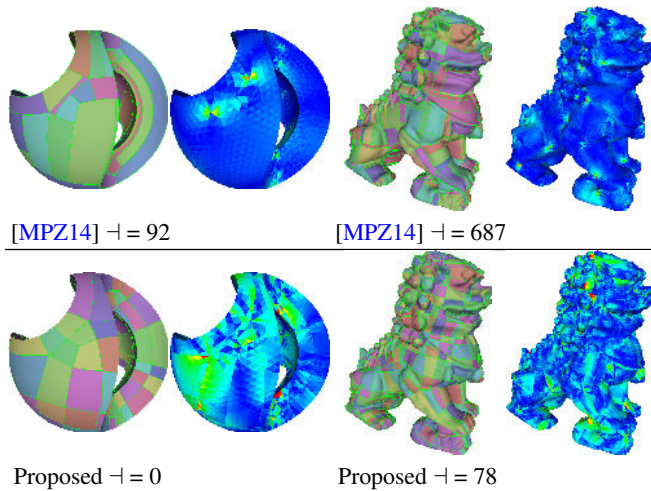 [MPZ14] ⊣ = 92
[MPZ14] ⊣ = 687
Proposed ⊣ = 0
Proposed ⊣ = 78